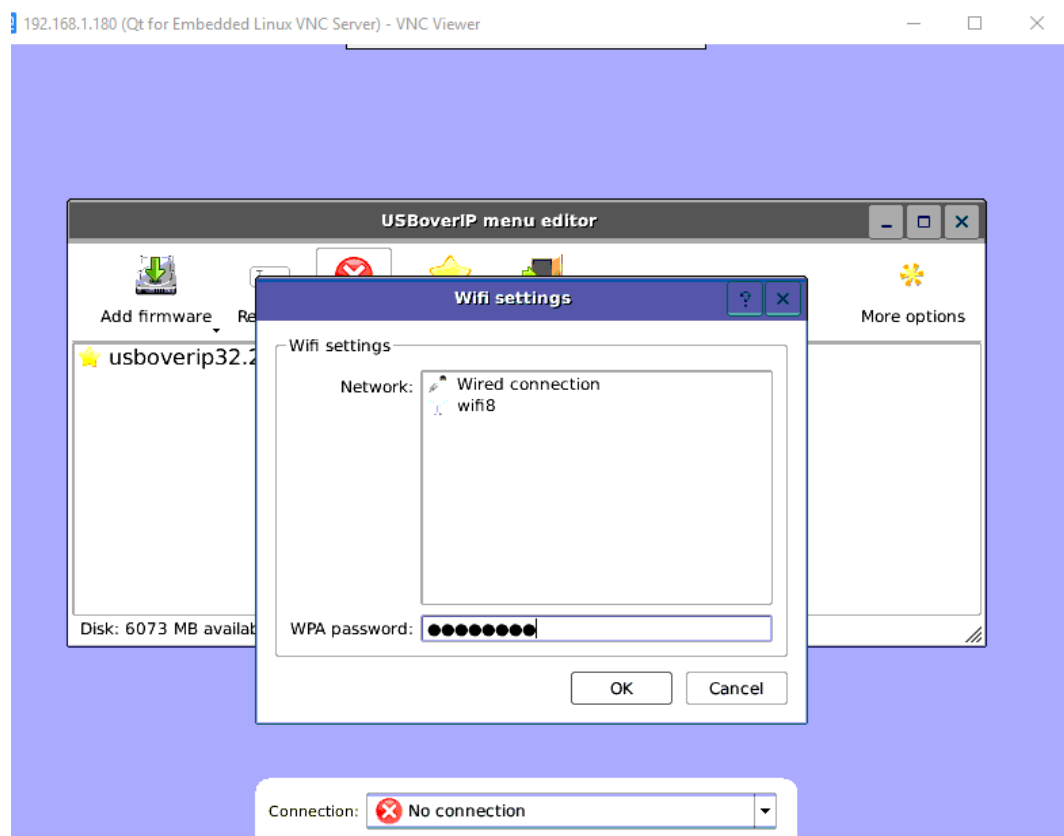 192.168.1.180 (Qt for Embedded Linux VNC Server) - VNC Viewer
USBoverIP menu editor
Add firmware
Re
More options
usboverip32.2
Disk: 6073 MB availab
Wifi settings
?
Wifi settings
Network:
Wired connection
wifi8
WPA password:
OK
Cancel
Connection:
No connection